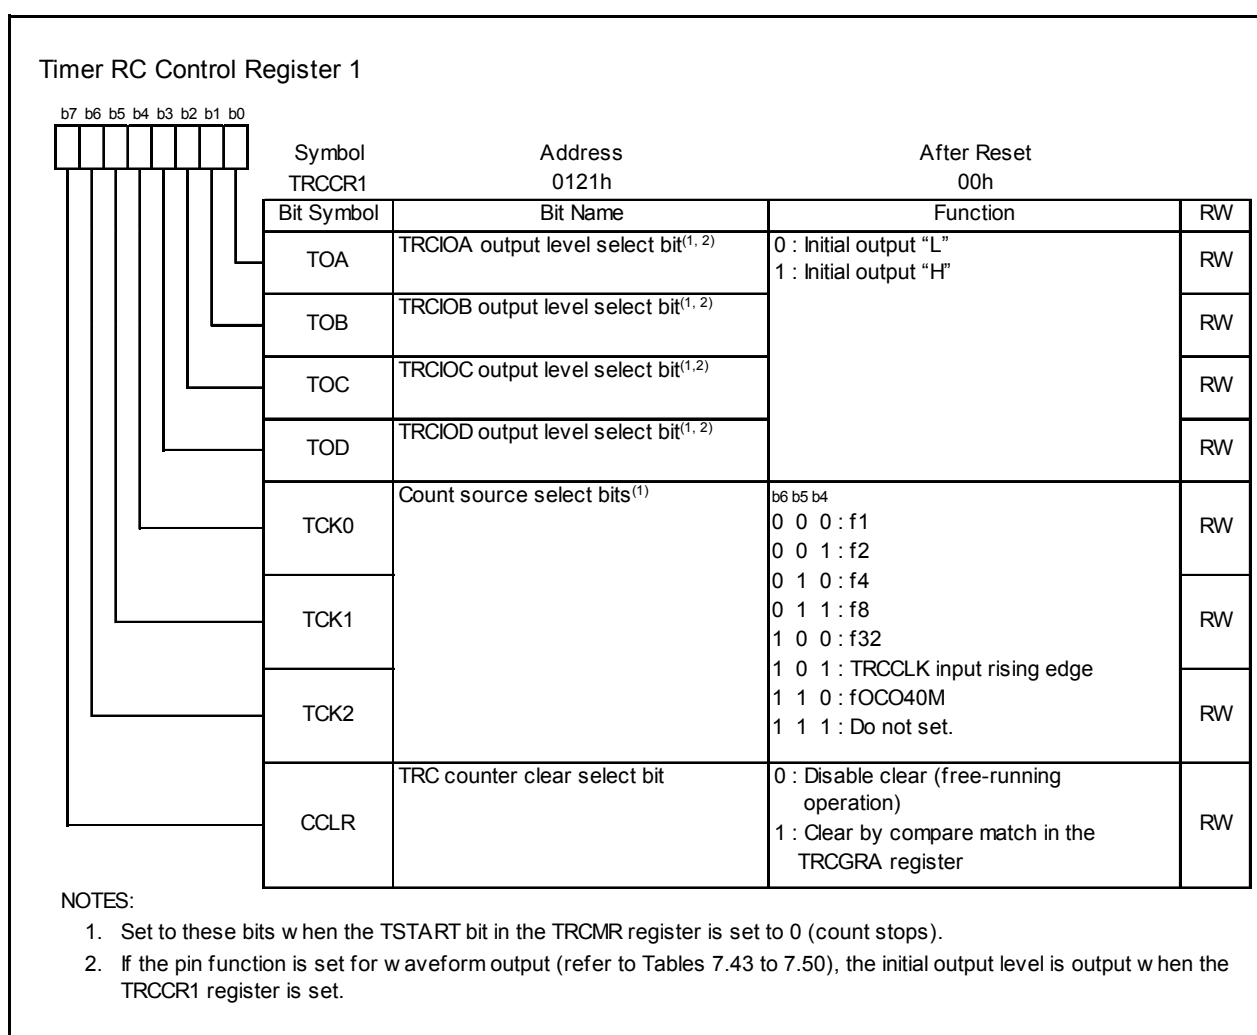 Timer RC Control Register 1
b7 b6 b5 b4 b3 b2 b1 b0
Symbol Address After Reset
TRCCR1 0121h 00h
Bit Symbol Bit Name Function RW
TOA TRCIOA output level select bit(1, 2) 0 : Initial output “L” RW
1 : Initial output “H”
TOB TRCIOB output level select bit(1, 2) RW
TOC TRCIOC output level select bit(1,2) RW
TOD TRCIOD output level select bit(1, 2) RW
Count source select bits(1) b6 b5 b4
TCK0 0 0 0 : f1 RW
0 0 1 : f2
0 1 0 : f4
TCK1 0 1 1 : f8 RW
1 0 0 : f32
1 0 1 : TRCCLK input rising edge
TCK2 1 1 0 : fOCO40M RW
1 1 1 : Do not set.
TRC counter clear select bit 0 : Disable clear (free-running
operation)
CCLR 1 : Clear by compare match in the RW
TRCGRA register
NOTES:
1. Set to these bits when the TSTART bit in the TRCMR register is set to 0 (count stops).
2. If the pin function is set for waveform output (refer to Tables 7.43 to 7.50), the initial output level is output when the
TRCCR1 register is set.